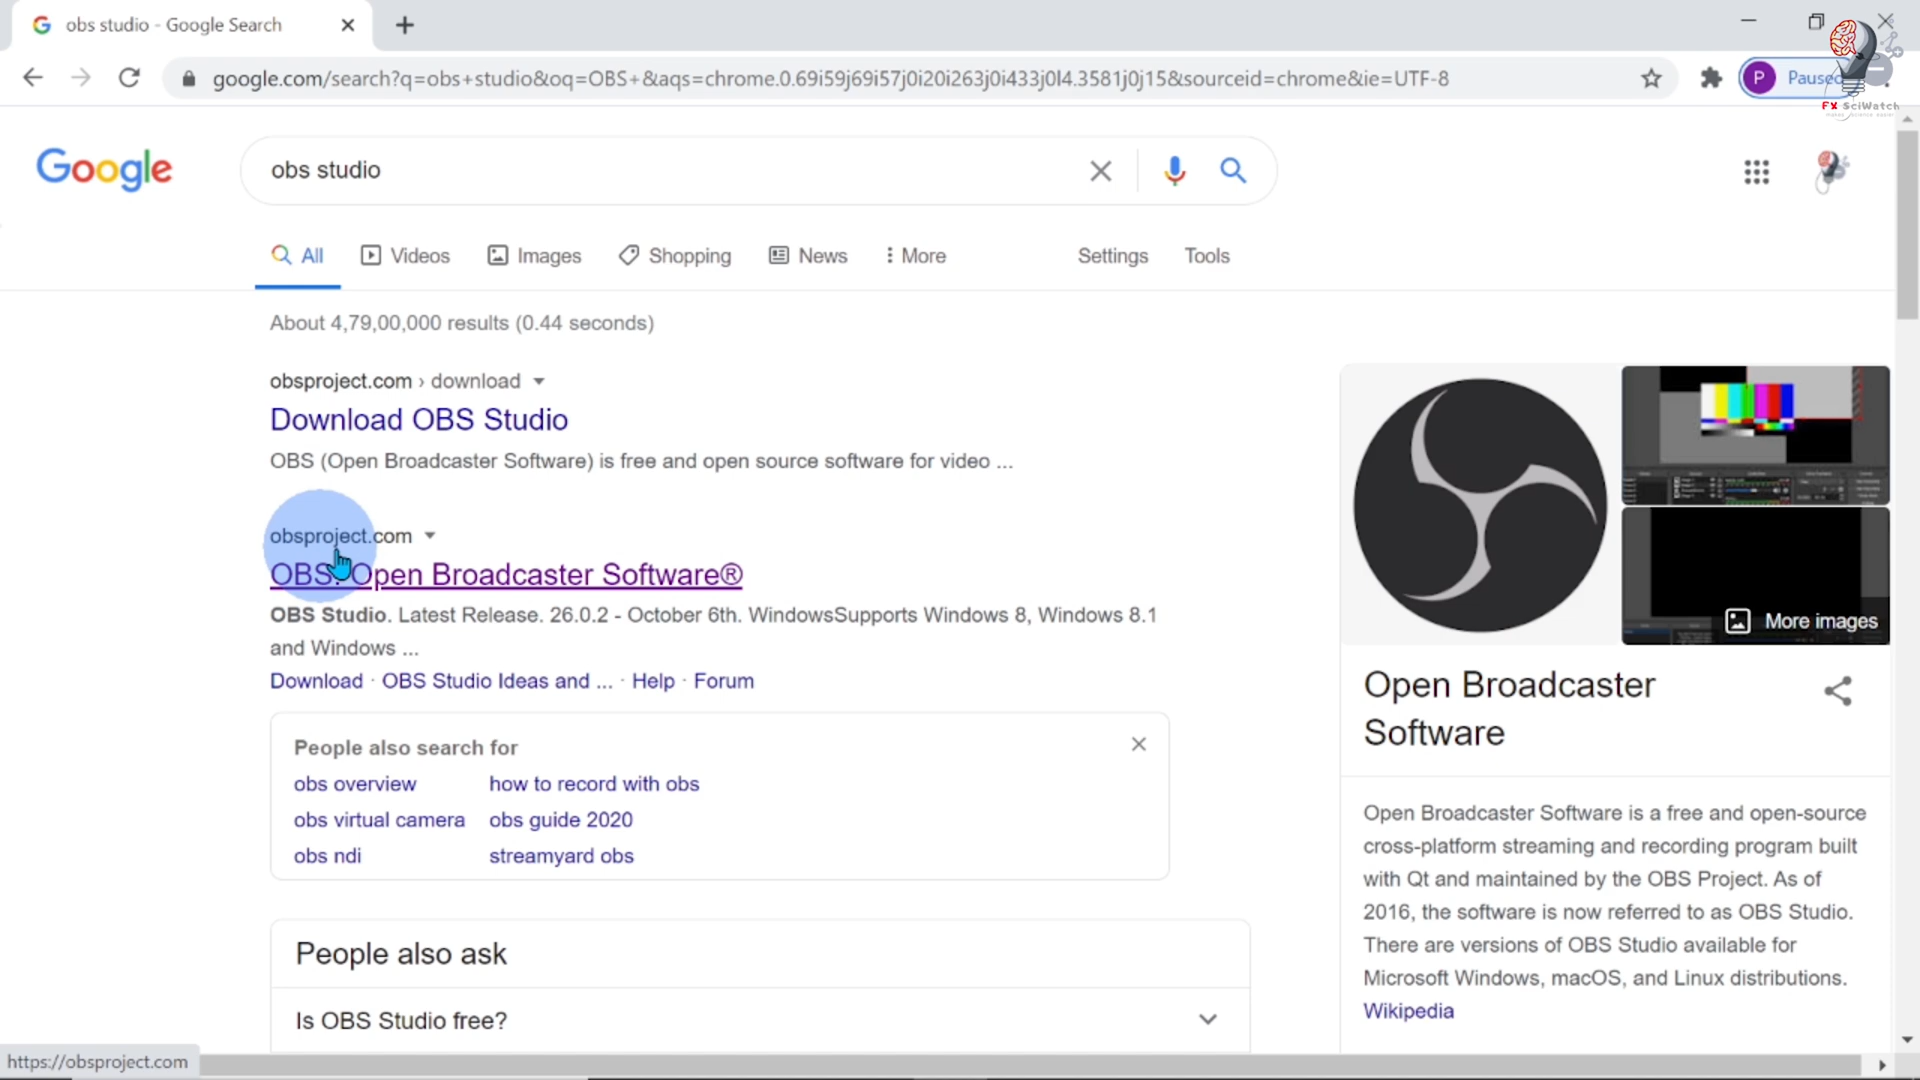 obs studio - Google Search
google.com/search?q=obs+studio&oq=OBS+&aqs=chrome.0.69i59j69i57j0i20i263j0i433j0l4.3581j0j15&sourceid=chrome&ie=UTF-8
P Paused
FX SciWatch
Google
obs studio
All Videos Images Shopping News More Settings Tools
About 4,79,00,000 results (0.44 seconds)
obsproject.com › download
Download OBS Studio
OBS (Open Broadcaster Software) is free and open source software for video ...
obsproject.com
OBS: Open Broadcaster Software®
OBS Studio. Latest Release. 26.0.2 - October 6th. WindowsSupports Windows 8, Windows 8.1
and Windows ...
Download · OBS Studio Ideas and ... · Help · Forum
People also search for
obs overview how to record with obs
obs virtual camera obs guide 2020
obs ndi streamyard obs
People also ask
Is OBS Studio free?
More images
Open Broadcaster
Software
Open Broadcaster Software is a free and open-source
cross-platform streaming and recording program built
with Qt and maintained by the OBS Project. As of
2016, the software is now referred to as OBS Studio.
There are versions of OBS Studio available for
Microsoft Windows, macOS, and Linux distributions.
Wikipedia
https://obsproject.com